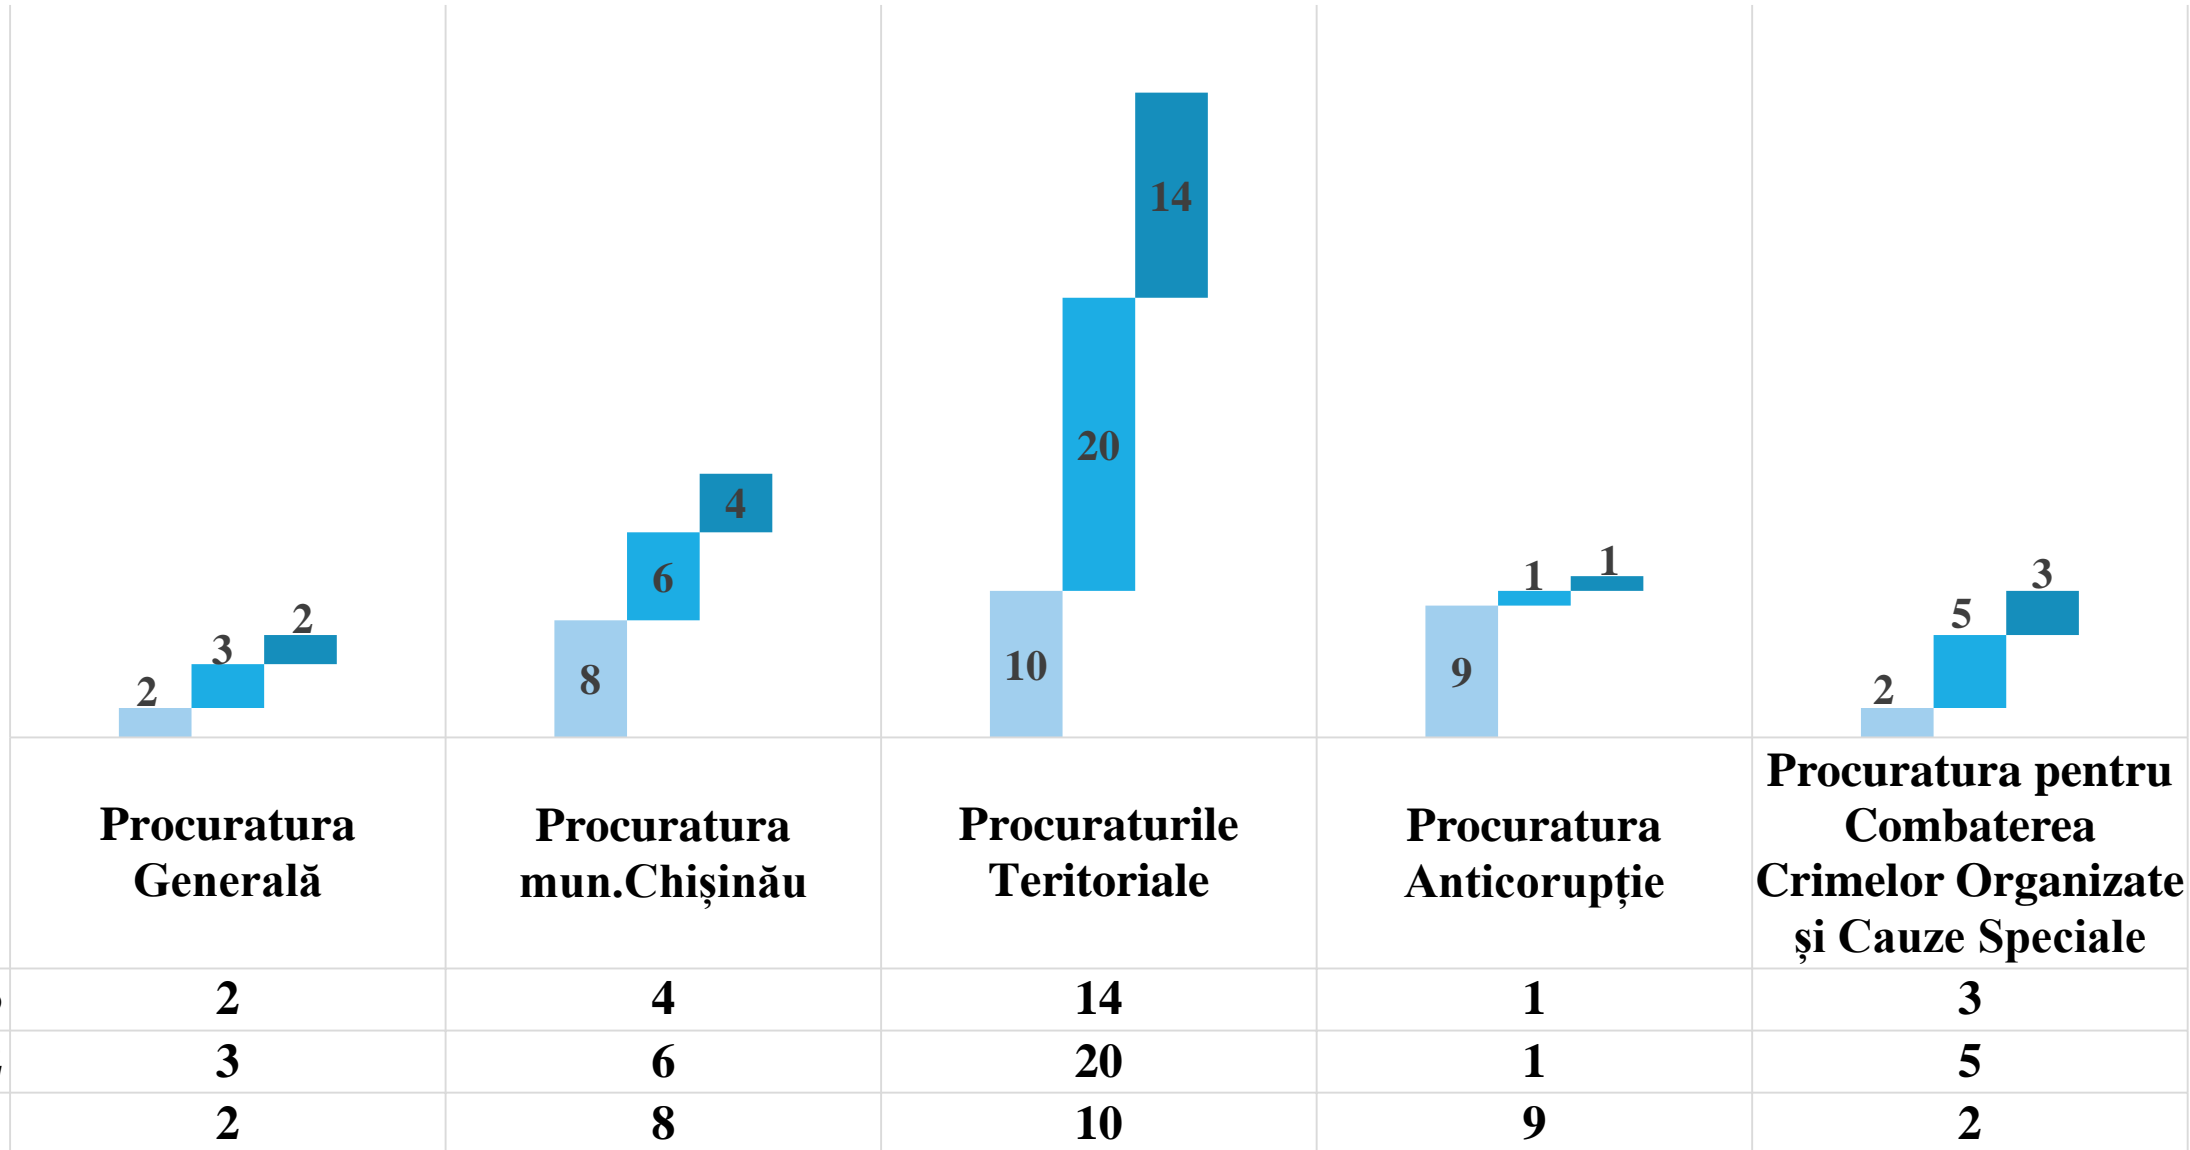 14
20
4
6
1
1
3
5
2
3
2
8
10
9
2
Procuratura
Generală
Procuratura
mun.Chișinău
Procuraturile
Teritoriale
Procuratura
Anticorupție
Procuratura pentru
Combaterea
Crimelor Organizate
și Cauze Speciale
2 4 14 1 3
3 6 20 1 5
2 8 10 9 2